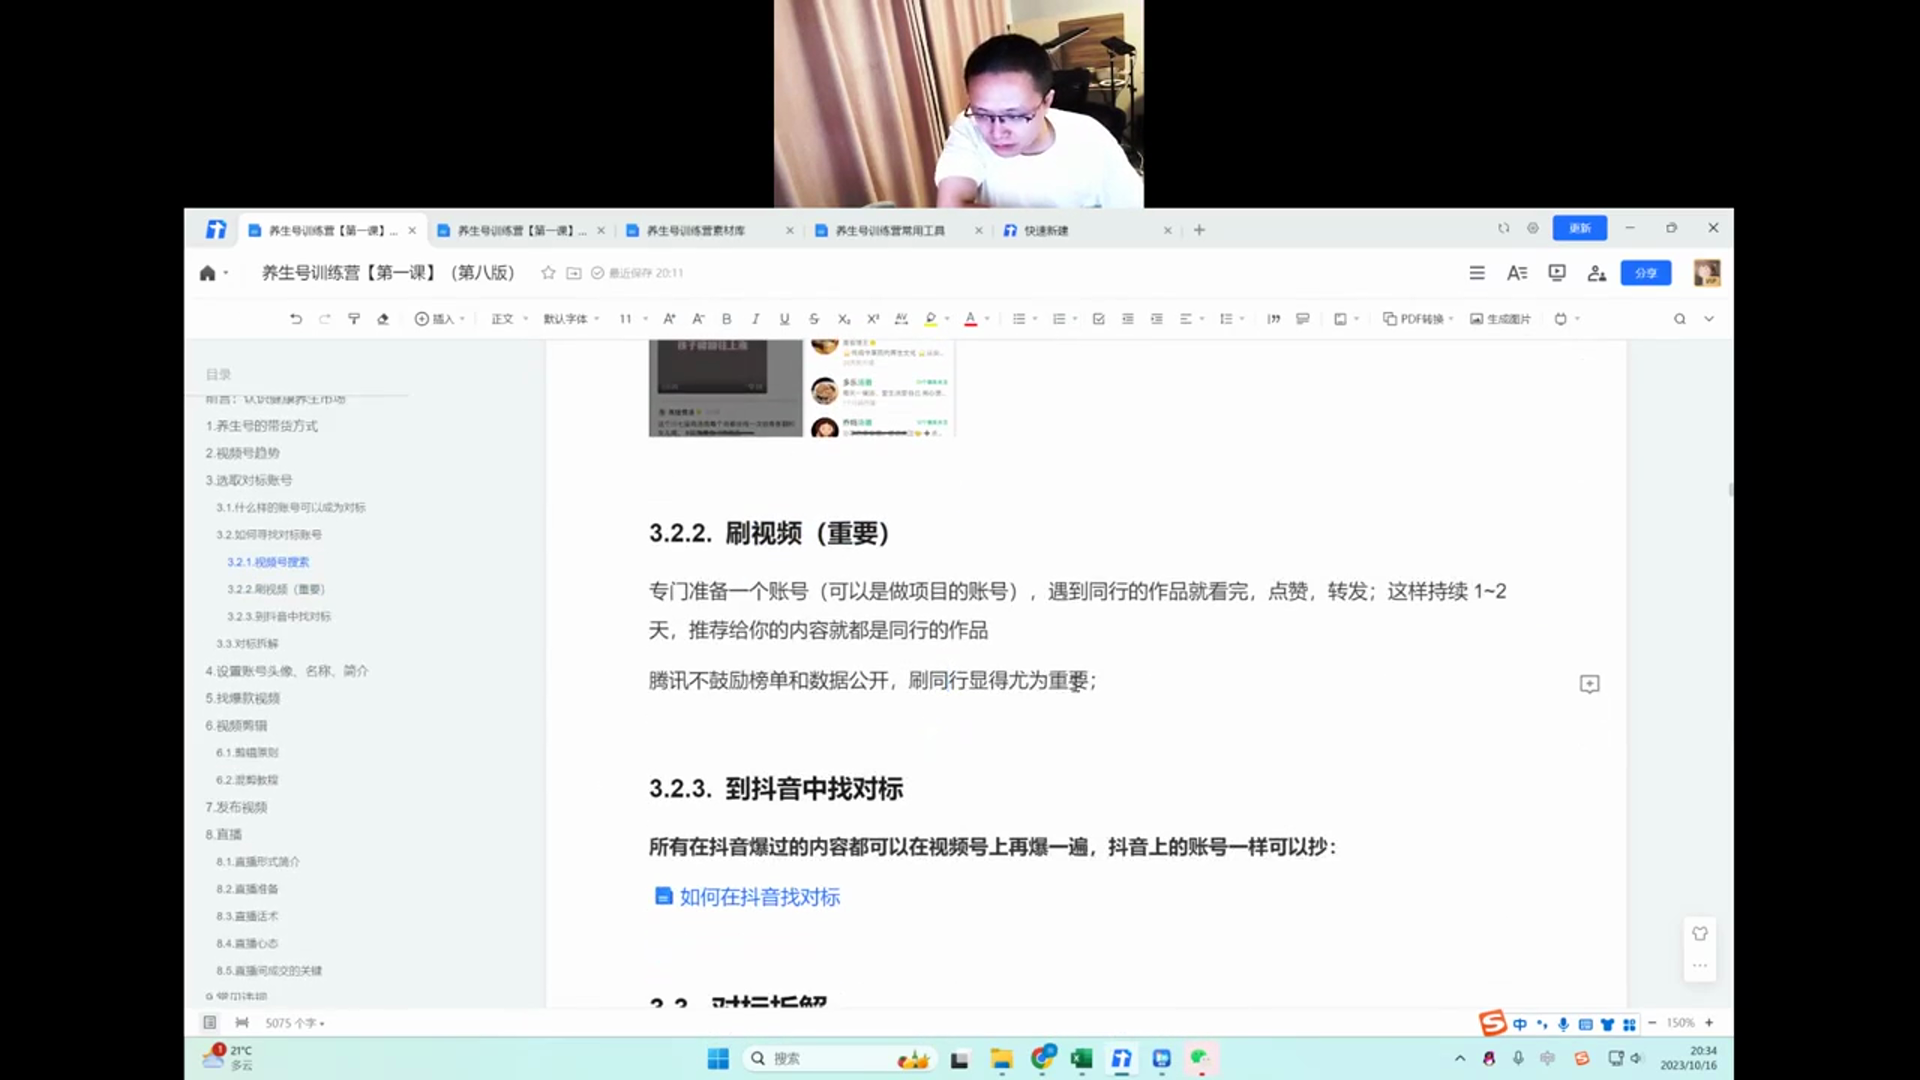 养生号训练营【第一课】...
养生号训练营【第一课】...
养生号训练营素材库
养生号训练营常用工具
快速新建
更新
养生号训练营【第一课】（第八版）
最近保存 20:11
分享
插入
正文
默认字体
11
PDF转换
生成图片
目录
前言：认识健康养生市场
1.养生号的带货方式
2.视频号趋势
3.选取对标账号
3.1.什么样的账号可以成为对标
3.2.如何寻找对标账号
3.2.1.视频号搜索
3.2.2.刷视频（重要）
3.2.3.到抖音中找对标
3.3.对标拆解
4.设置账号头像、名称、简介
5.找爆款视频
6.视频剪辑
6.1.剪辑原则
6.2.混剪教程
7.发布视频
8.直播
8.1.直播形式简介
8.2.直播准备
8.3.直播话术
8.4.直播心态
8.5.直播间成交的关键
9.常见违规
3.2.2. 刷视频（重要）
专门准备一个账号（可以是做项目的账号），遇到同行的作品就看完，点赞，转发；这样持续 1~2
天，推荐给你的内容就都是同行的作品
腾讯不鼓励榜单和数据公开，刷同行显得尤为重要；
3.2.3. 到抖音中找对标
所有在抖音爆过的内容都可以在视频号上再爆一遍，抖音上的账号一样可以抄：
如何在抖音找对标
3.3. 对标拆解
5075 个字
中
150%
21°C
多云
搜索
20:34
2023/10/16